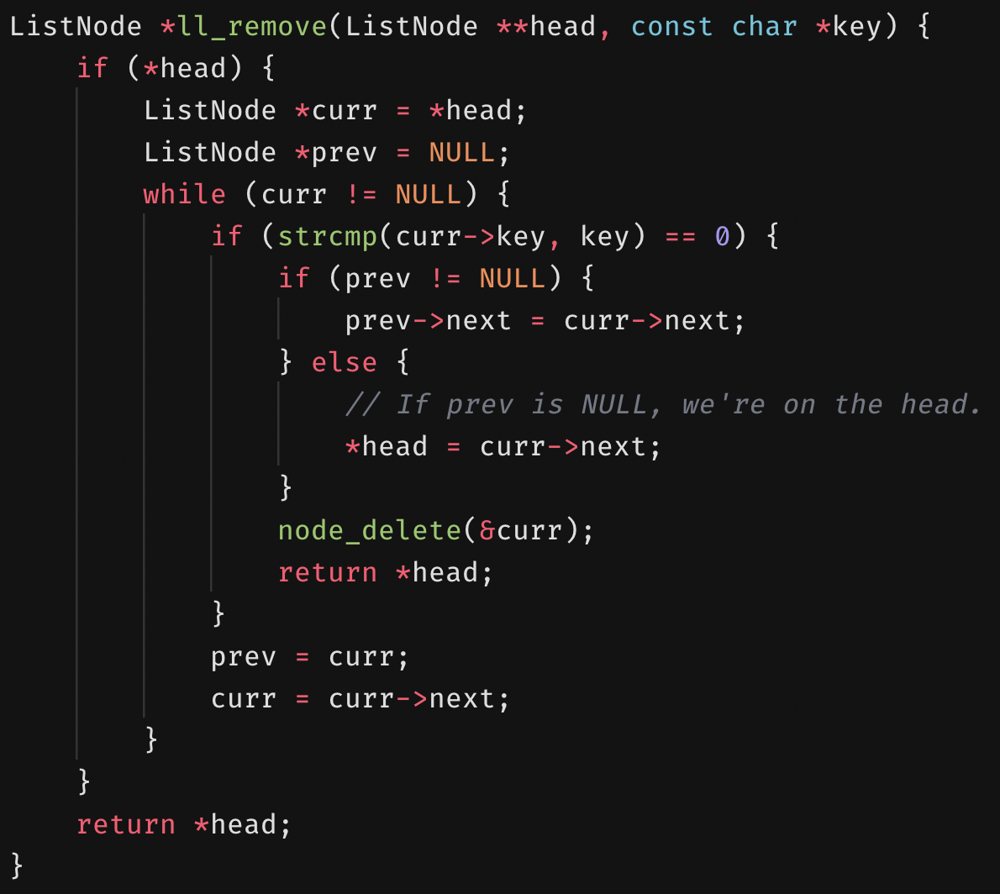 ListNode *ll_remove(ListNode **head, const char *key) {
    if (*head) {
        ListNode *curr = *head;
        ListNode *prev = NULL;
        while (curr != NULL) {
            if (strcmp(curr->key, key) == 0) {
                if (prev != NULL) {
                    prev->next = curr->next;
                } else {
                    // If prev is NULL, we're on the head.
                    *head = curr->next;
                }
                node_delete(&curr);
                return *head;
            }
            prev = curr;
            curr = curr->next;
        }
    }
    return *head;
}